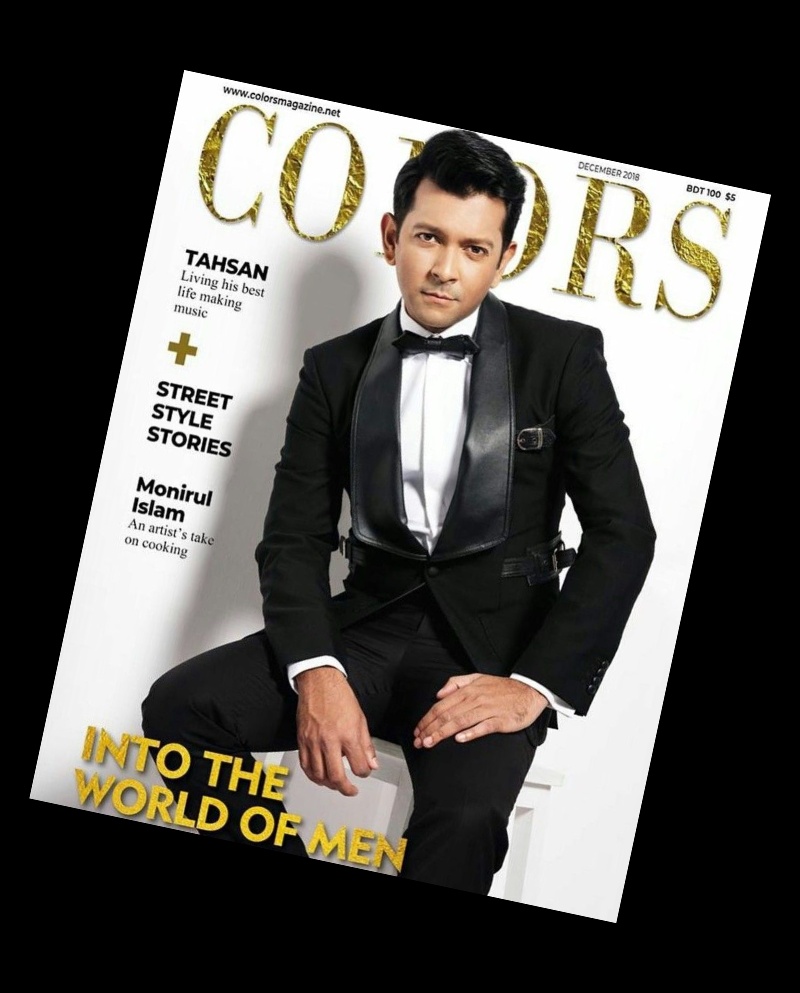 www.colorsmagazine.net
COLORS
DECEMBER 2018
BDT 100 $5
TAHSAN
Living his best
life making
music
+
STREET
STYLE
STORIES
Monirul
Islam
An artist's take
on cooking
INTO THE
WORLD OF MEN